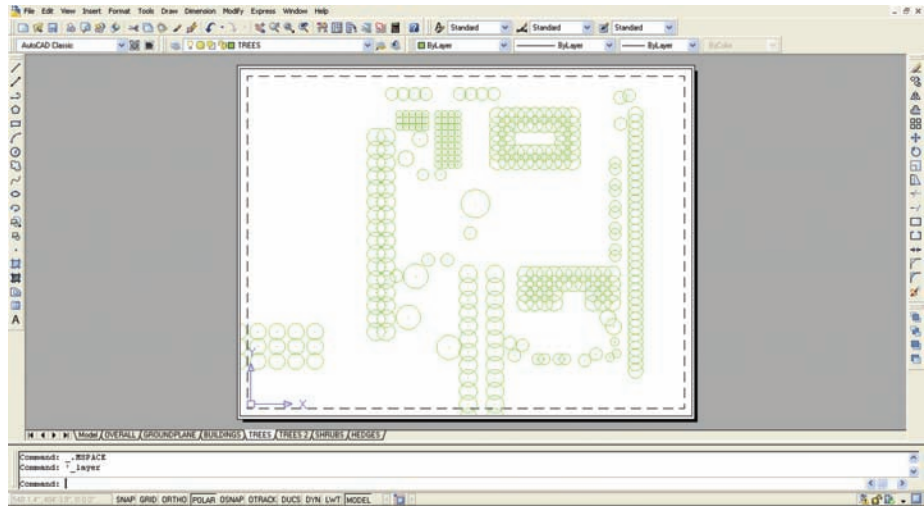 File Edit View Insert Format Tools Draw Dimension Modify Express Window Help
Standard Standard Standard
AutoCAD Classic TREES ByLayer ByLayer ByLayer ByColor
Y
X
Model OVERALL GROUNDPLANE BUILDINGS TREES TREES 2 SHRUBS HEDGES
Command: _.MSPACE
Command: '_layer
Command:
SNAP GRID ORTHO POLAR OSNAP OTRACK DUCS DYN LWT MODEL